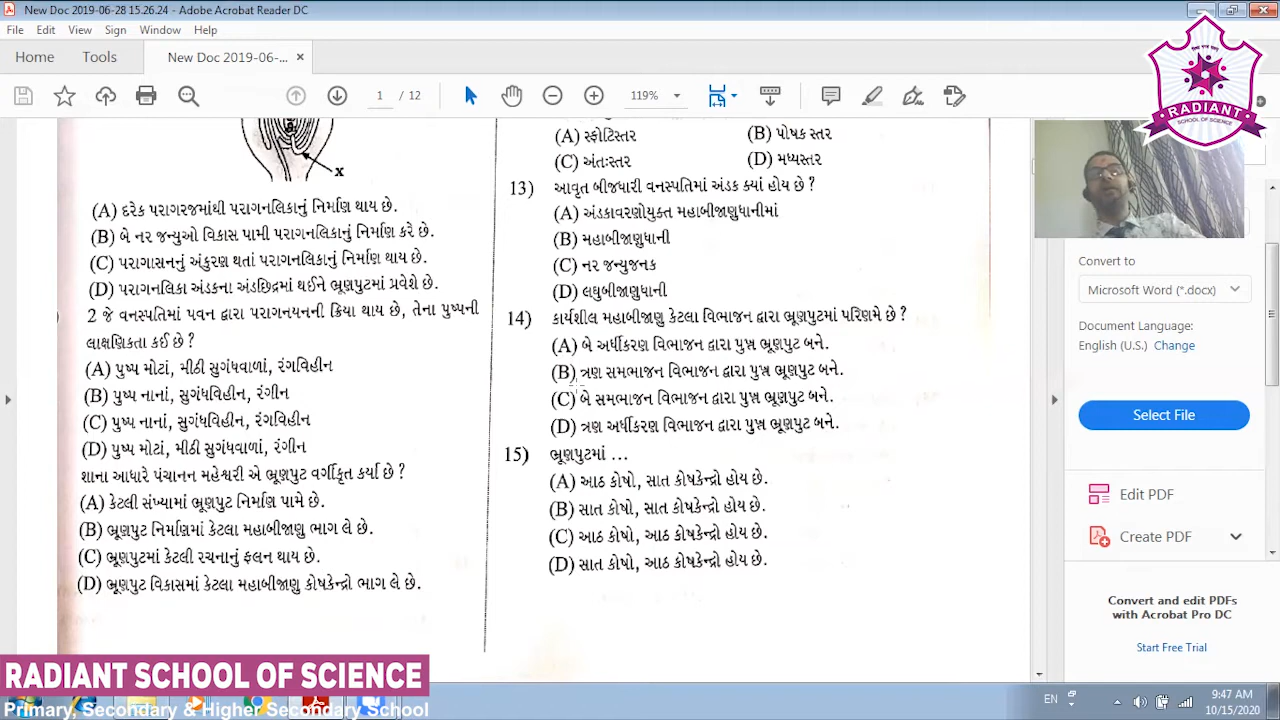 New Doc 2019-06-28 15.26.24 - Adobe Acrobat Reader DC
File Edit View Sign Window Help
Home Tools New Doc 2019-06-... ×
1 / 12 119%
RADIANT
SCHOOL OF SCIENCE
x
(A) દરેક પરાગરજમાંથી પરાગનલિકાનું નિર્માણ થાય છે.
(B) બે નર જન્યુઓ વિકાસ પામી પરાગનલિકાનું નિર્માણ કરે છે.
(C) પરાગાસનનું અંકુરણ થતાં પરાગનલિકાનું નિર્માણ થાય છે.
(D) પરાગનલિકા અંડકના અંડછિદ્રમાં થઈને ભ્રૂણપુટમાં પ્રવેશે છે.
2 જે વનસ્પતિમાં પવન દ્વારા પરાગનયનની ક્રિયા થાય છે, તેના પુષ્પની
લાક્ષણિકતા કઈ છે ?
(A) પુષ્પ મોટાં, મીઠી સુગંધવાળાં, રંગવિહીન
(B) પુષ્પ નાનાં, સુગંધવિહીન, રંગીન
(C) પુષ્પ નાનાં, સુગંધવિહીન, રંગવિહીન
(D) પુષ્પ મોટાં, મીઠી સુગંધવાળાં, રંગીન
શાના આધારે પંચાનન મહેશ્વરી એ ભ્રૂણપુટ વર્ગીકૃત કર્યા છે ?
(A) કેટલી સંખ્યામાં ભ્રૂણપુટ નિર્માણ પામે છે.
(B) ભ્રૂણપુટ નિર્માણમાં કેટલા મહાબીજાણુ ભાગ લે છે.
(C) ભ્રૂણપુટમાં કેટલી રચનાનું ફલન થાય છે.
(D) ભ્રૂણપુટ વિકાસમાં કેટલા મહાબીજાણુ કોષકેન્દ્રો ભાગ લે છે.
(A) સ્ફોટિસ્તર (B) પોષક સ્તર
(C) અંતઃસ્તર (D) મધ્યસ્તર
13) આવૃત બીજધારી વનસ્પતિમાં અંડક ક્યાં હોય છે ?
(A) અંડકાવરણોયુક્ત મહાબીજાણુધાનીમાં
(B) મહાબીજાણુધાની
(C) નર જન્યુજનક
(D) લઘુબીજાણુધાની
14) કાર્યશીલ મહાબીજાણુ કેટલા વિભાજન દ્વારા ભ્રૂણપુટમાં પરિણમે છે ?
(A) બે અર્ધીકરણ વિભાજન દ્વારા પુખ્ત ભ્રૂણપુટ બને.
(B) ત્રણ સમભાજન વિભાજન દ્વારા પુખ્ત ભ્રૂણપુટ બને.
(C) બે સમભાજન વિભાજન દ્વારા પુખ્ત ભ્રૂણપુટ બને.
(D) ત્રણ અર્ધીકરણ વિભાજન દ્વારા પુખ્ત ભ્રૂણપુટ બને.
15) ભ્રૂણપુટમાં ...
(A) આઠ કોષો, સાત કોષકેન્દ્રો હોય છે.
(B) સાત કોષો, સાત કોષકેન્દ્રો હોય છે.
(C) આઠ કોષો, આઠ કોષકેન્દ્રો હોય છે.
(D) સાત કોષો, આઠ કોષકેન્દ્રો હોય છે.
Convert to
Microsoft Word (*.docx)
Document Language:
English (U.S.) Change
Select File
Edit PDF
Create PDF
Convert and edit PDFs
with Acrobat Pro DC
Start Free Trial
RADIANT SCHOOL OF SCIENCE
Primary, Secondary & Higher Secondary School
EN
9:47 AM
10/15/2020